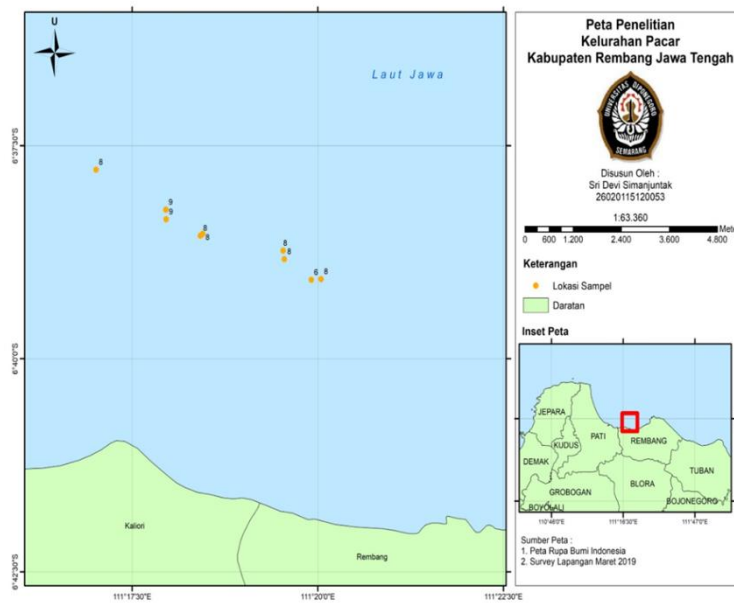 U
Laut Jawa
8
9
9
8
8
8
8
6 8
Kaliori
Rembang
6°37'30"S
6°40'0"S
6°42'30"S
111°17'30"E 111°20'0"E 111°22'30"E
Peta Penelitian
Kelurahan Pacar
Kabupaten Rembang Jawa Tengah
UNIVERSITAS DIPONEGORO
SEMARANG
Disusun Oleh :
Sri Devi Simanjuntak
26020115120053
1:63.360
Mete
0 600 1.200 2.400 3.600 4.800
Keterangan
Lokasi Sampel
Daratan
Inset Peta
JEPARA
KUDUS
PATI
REMBANG
DEMAK
TUBAN
GROBOGAN
BLORA
BOJONEGORO
BOYOLALI
110°46'0"E 111°16'30"E 111°47'0"E
Sumber Peta :
1. Peta Rupa Bumi Indonesia
2. Survey Lapangan Maret 2019